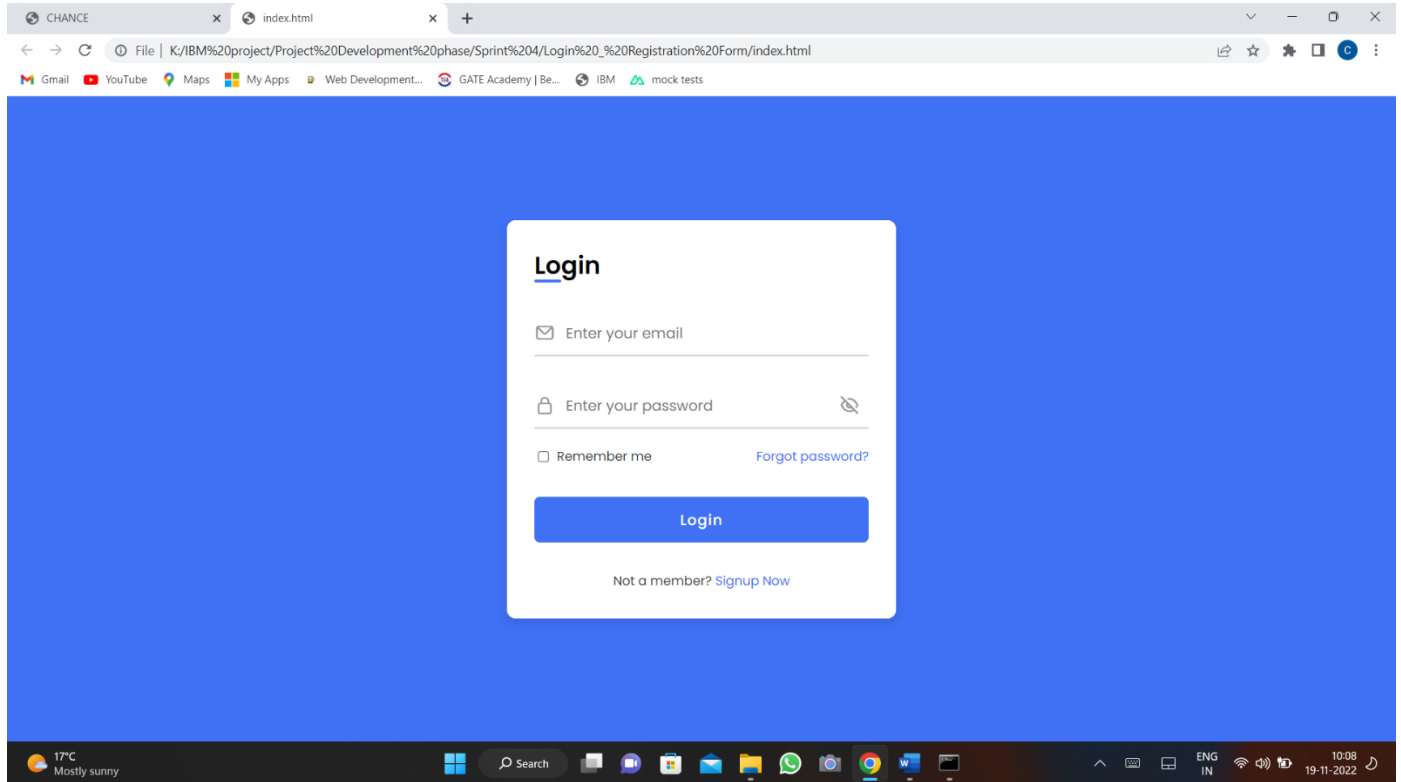 CHANCE index.html
File K:/IBM%20project/Project%20Development%20phase/Sprint%204/Login%20_%20Registration%20Form/index.html C
Gmail YouTube Maps My Apps Web Development... GATE Academy | Be... IBM mock tests
Login
Enter your email
Enter your password
Remember me Forgot password?
Login
Not a member? Signup Now
17°C
Mostly sunny
Search
ENG
IN
10:08
19-11-2022